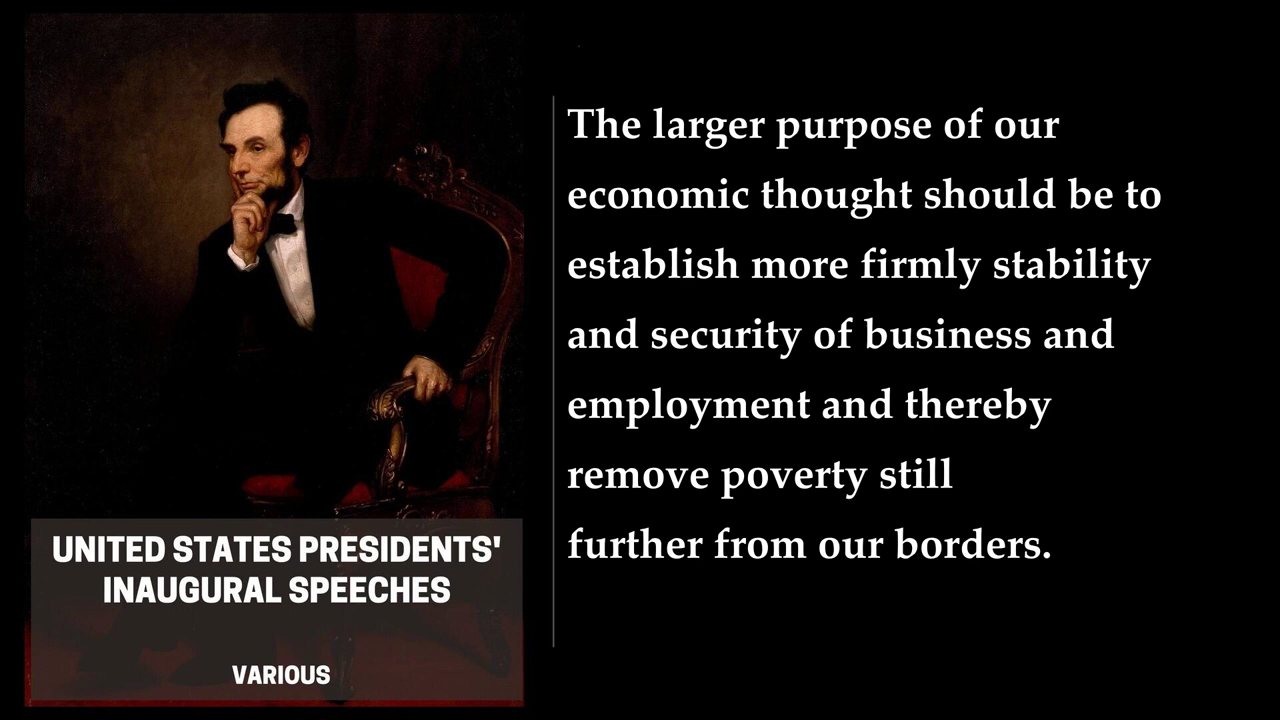 The larger purpose of our
economic thought should be to
establish more firmly stability
and security of business and
employment and thereby
remove poverty still
further from our borders.
UNITED STATES PRESIDENTS'
INAUGURAL SPEECHES
VARIOUS